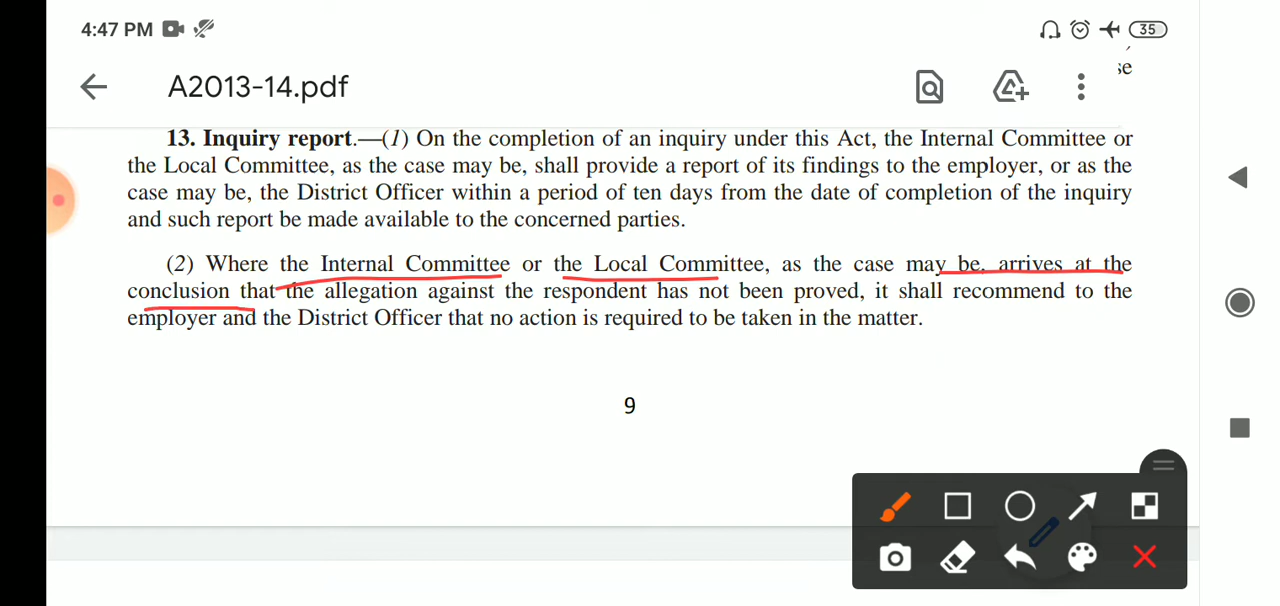 4:47 PM 35
se
A2013-14.pdf
13. Inquiry report.—(1) On the completion of an inquiry under this Act, the Internal Committee or
the Local Committee, as the case may be, shall provide a report of its findings to the employer, or as the
case may be, the District Officer within a period of ten days from the date of completion of the inquiry
and such report be made available to the concerned parties.
(2) Where the Internal Committee or the Local Committee, as the case may be, arrives at the
conclusion that the allegation against the respondent has not been proved, it shall recommend to the
employer and the District Officer that no action is required to be taken in the matter.
9